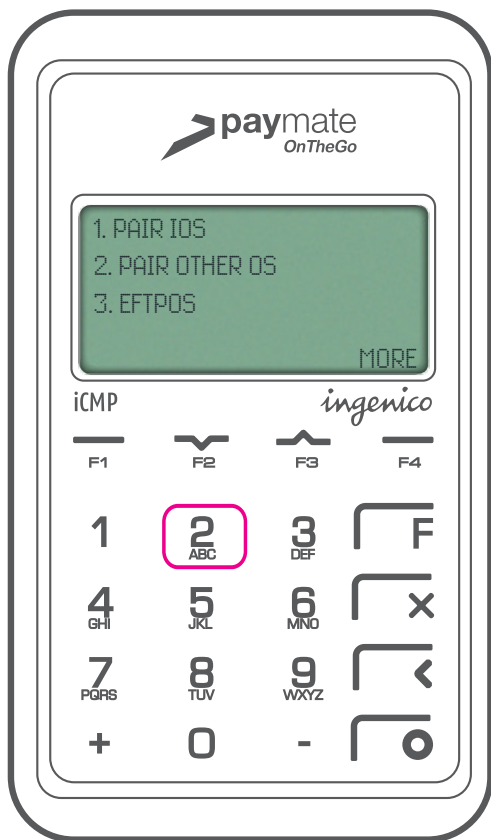 paymate
OnTheGo
1. PAIR IOS
2. PAIR OTHER OS
3. EFTPOS
MORE
iCMP ingenico
F1 F2 F3 F4
1 2 3 F
ABC DEF
4 5 6 ×
GHI JKL MNO
7 8 9 <
PQRS TUV WXYZ
+ 0 - O